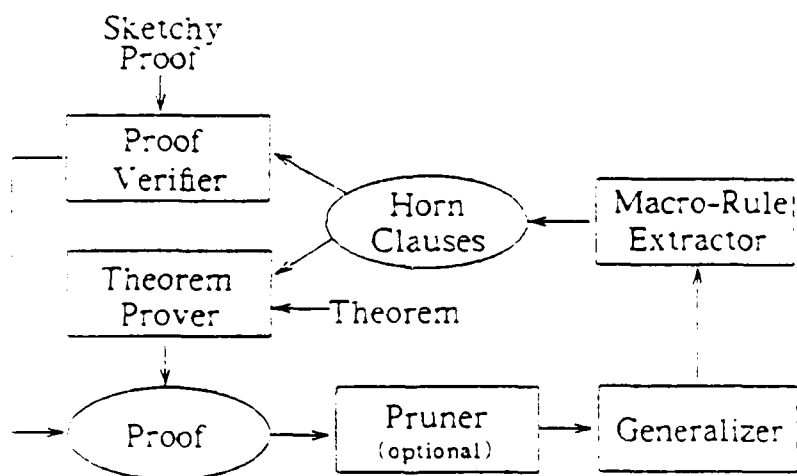 Sketchy
Proof
Proof
Verifier
Horn
Clauses
Macro-Rule
Extractor
Theorem
Prover
Theorem
Proof
Pruner
(optional)
Generalizer